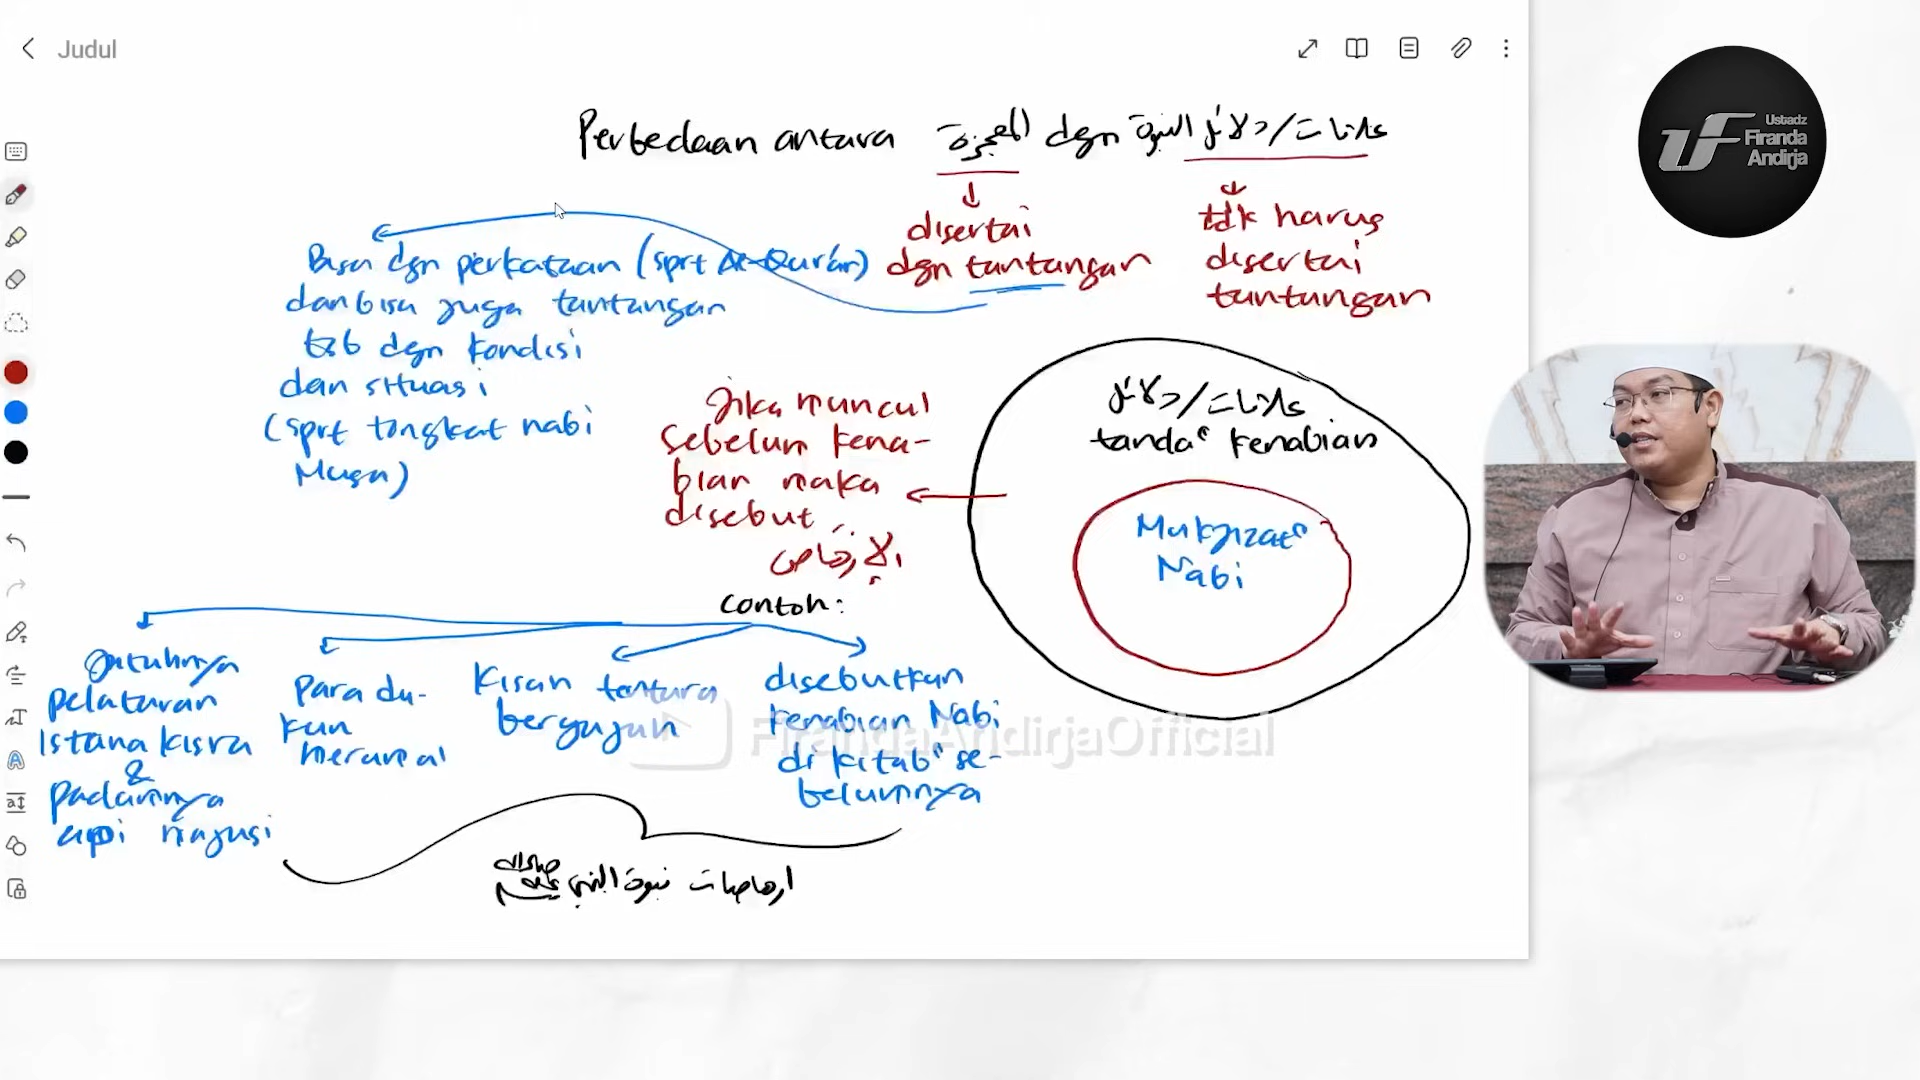 Judul
Perbedaan antara المعجزة dgn علامات/دلائل النبوة
disertai
dgn tantangan
tdk harus
disertai
tantangan
Bisa dgn perkataan (sprt Al-Qur'an)
dan bisa juga tantangan
tsb dgn kondisi
dan situasi
(sprt tongkat nabi
Musa)
علامات/دلائل
tanda² kenabian
Mukjizat²
Nabi
jika muncul
sebelum kena-
bian maka
disebut
الإرهاص
contoh:
jatuhnya
pelataran
istana kisra
&
padamnya
api majusi
Para du-
kun
meramal
Kisah tentara
bergajah
disebutkan
kenabian Nabi
di kitab² se-
belumnya
ارهاصات نبوة النبي صلى الله عليه وسلم
Ustadz
Firanda
Andirja
FirandaAndirjaOfficial